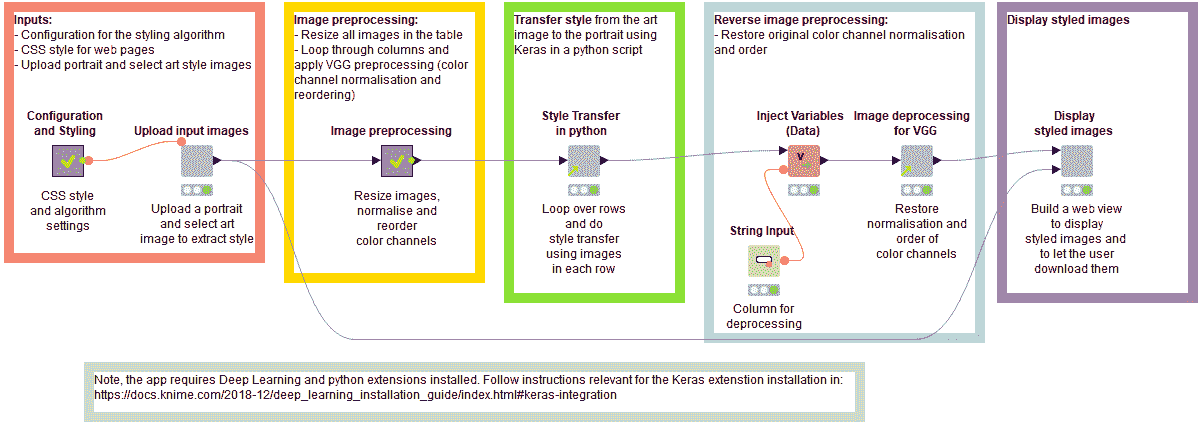 Inputs:
- Configuration for the styling algorithm
- CSS style for web pages
- Upload portrait and select art style images
Configuration
and Styling
CSS style
and algorithm
settings
Upload input images
Upload a portrait
and select art
image to extract style
Image preprocessing:
- Resize all images in the table
- Loop through columns and
apply VGG preprocessing (color
channel normalisation and
reordering)
Image preprocessing
Resize images,
normalise and
reorder
color channels
Transfer style from the art
image to the portrait using
Keras in a python script
Style Transfer
in python
Loop over rows
and do
style transfer
using images
in each row
Reverse image preprocessing:
- Restore original color channel normalisation
and order
Inject Variables
(Data)
V
String Input
Column for
deprocessing
Image deprocessing
for VGG
Restore
normalisation and
order of
color channels
Display styled images
Display
styled images
Build a web view
to display
styled images and
to let the user
download them
Note, the app requires Deep Learning and python extensions installed. Follow instructions relevant for the Keras extenstion installation in:
https://docs.knime.com/2018-12/deep_learning_installation_guide/index.html#keras-integration